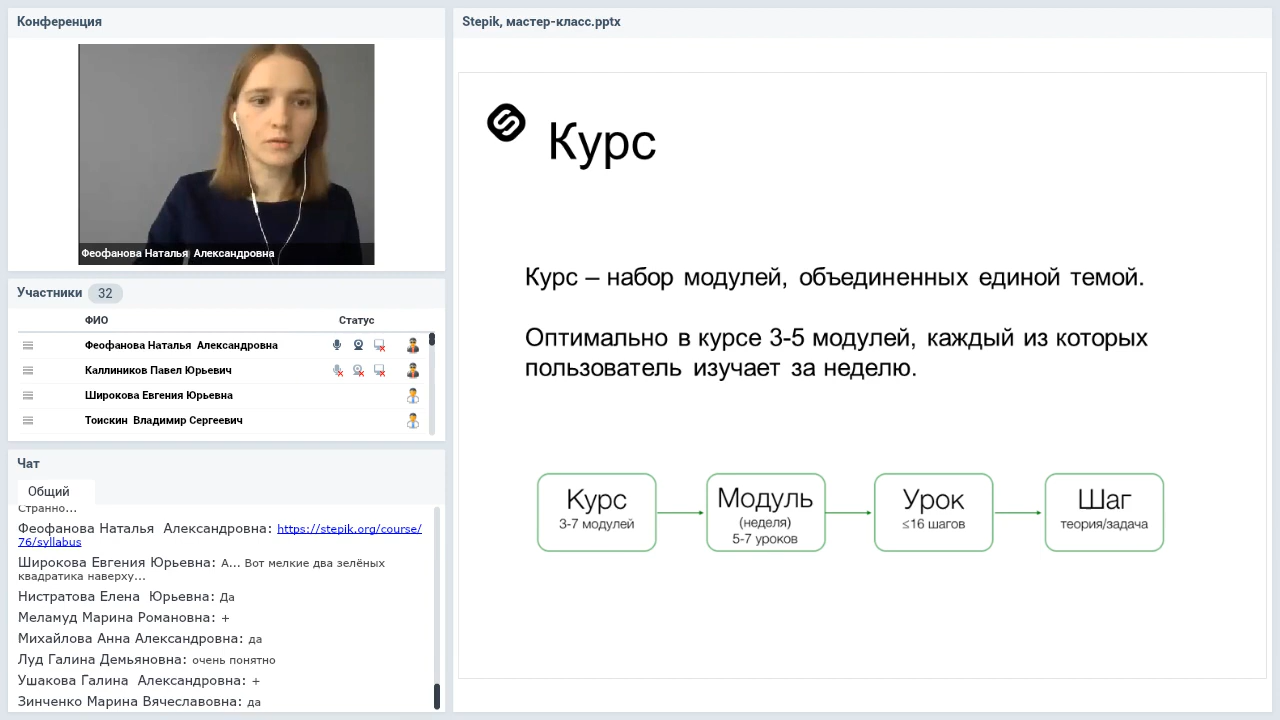 Конференция
Феофанова Наталья Александровна
Участники 32
ФИО Статус
Феофанова Наталья Александровна
Каллиников Павел Юрьевич
Широкова Евгения Юрьевна
Тоискин Владимир Сергеевич
Чат
Общий
Странно...
Феофанова Наталья Александровна: https://stepik.org/course/
76/syllabus
Широкова Евгения Юрьевна: А... Вот мелкие два зелёных
квадратика наверху...
Нистратова Елена Юрьевна: Да
Меламуд Марина Романовна: +
Михайлова Анна Александровна: да
Луд Галина Демьяновна: очень понятно
Ушакова Галина Александровна: +
Зинченко Марина Вячеславовна: да
Stepik, мастер-класс.pptx
Курс
Курс – набор модулей, объединенных единой темой.
Оптимально в курсе 3-5 модулей, каждый из которых
пользователь изучает за неделю.
Курс
3-7 модулей
Модуль
(неделя)
5-7 уроков
Урок
≤16 шагов
Шаг
теория/задача